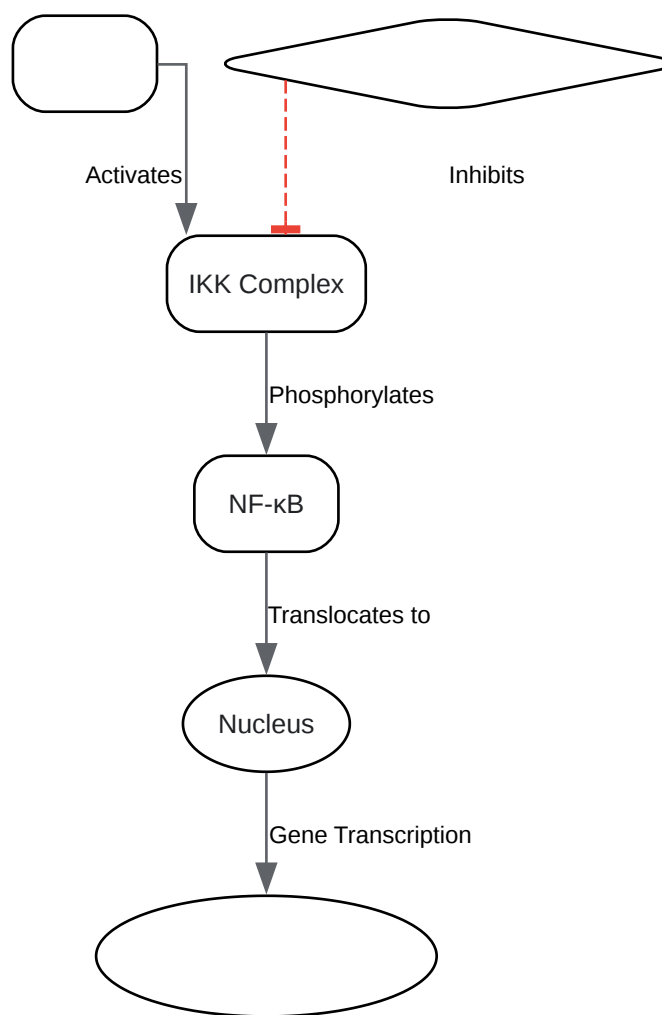 Activates
Inhibits
IKK Complex
Phosphorylates
NF-κB
Translocates to
Nucleus
Gene Transcription